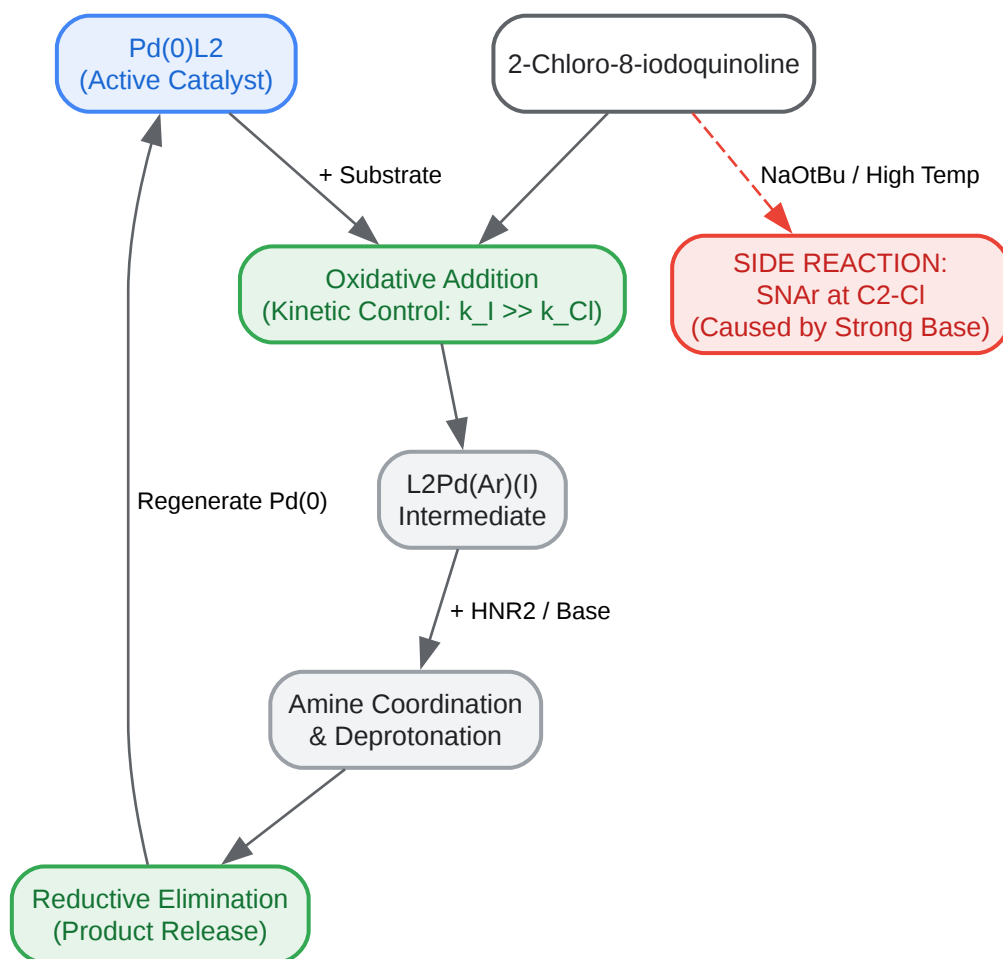 Pd(0)L2
(Active Catalyst)
2-Chloro-8-iodoquinoline
+ Substrate
NaOtBu / High Temp
Oxidative Addition
(Kinetic Control: k_I >> k_Cl)
SIDE REACTION:
SNAr at C2-Cl
(Caused by Strong Base)
L2Pd(Ar)(I)
Intermediate
Regenerate Pd(0)
+ HNR2 / Base
Amine Coordination
& Deprotonation
Reductive Elimination
(Product Release)